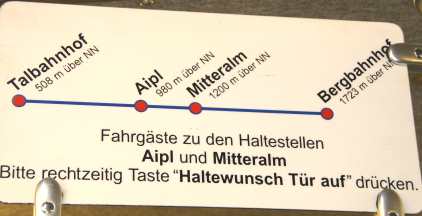 Talbahnhof
508 m über NN
Aipl
980 m über NN
Mitteralm
1200 m über NN
Bergbahnhof
1723 m über NN
Fahrgäste zu den Haltestellen
Aipl und Mitteralm
Bitte rechtzeitig Taste “Haltewunsch Tür auf” drücken.